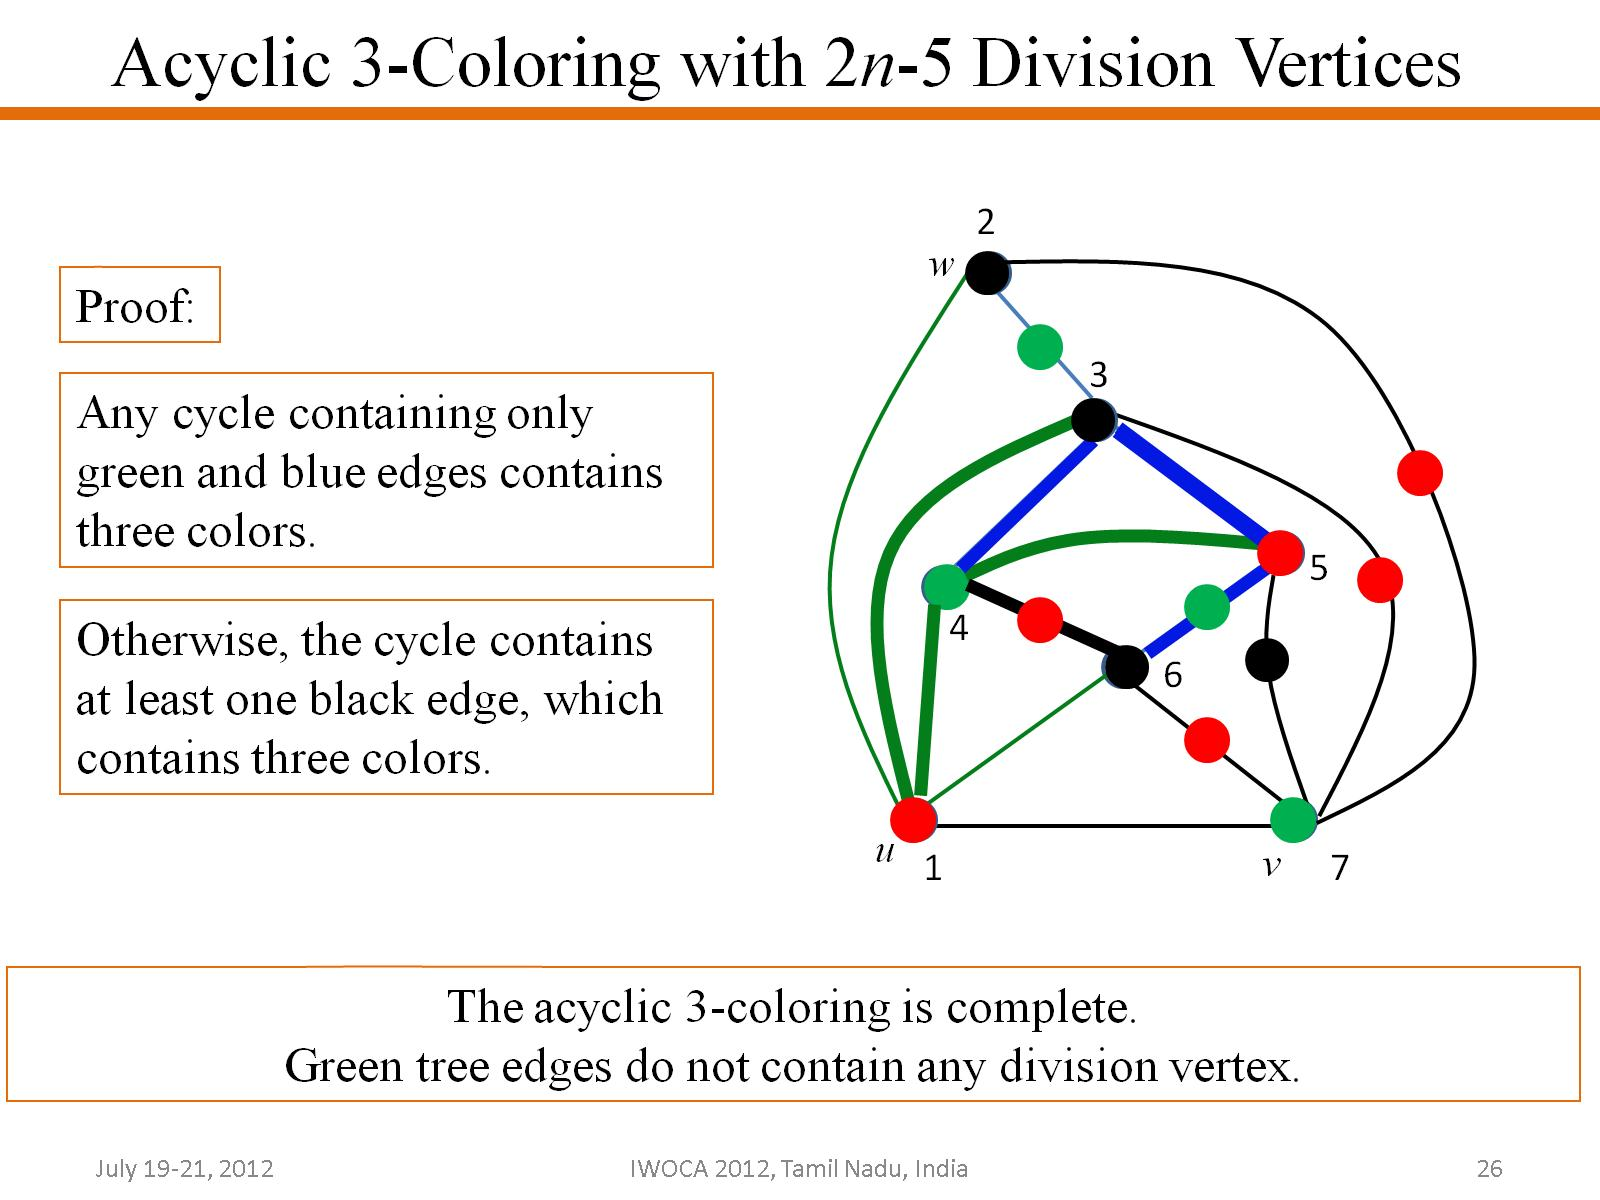 Acyclic 3-Coloring with 2n-5 Division Vertices
Proof:
Any cycle containing only
green and blue edges contains
three colors.
Otherwise, the cycle contains
at least one black edge, which
contains three colors.
2
w
3
5
4
6
u
1
v
7
The acyclic 3-coloring is complete.
Green tree edges do not contain any division vertex.
July 19-21, 2012
IWOCA 2012, Tamil Nadu, India
26